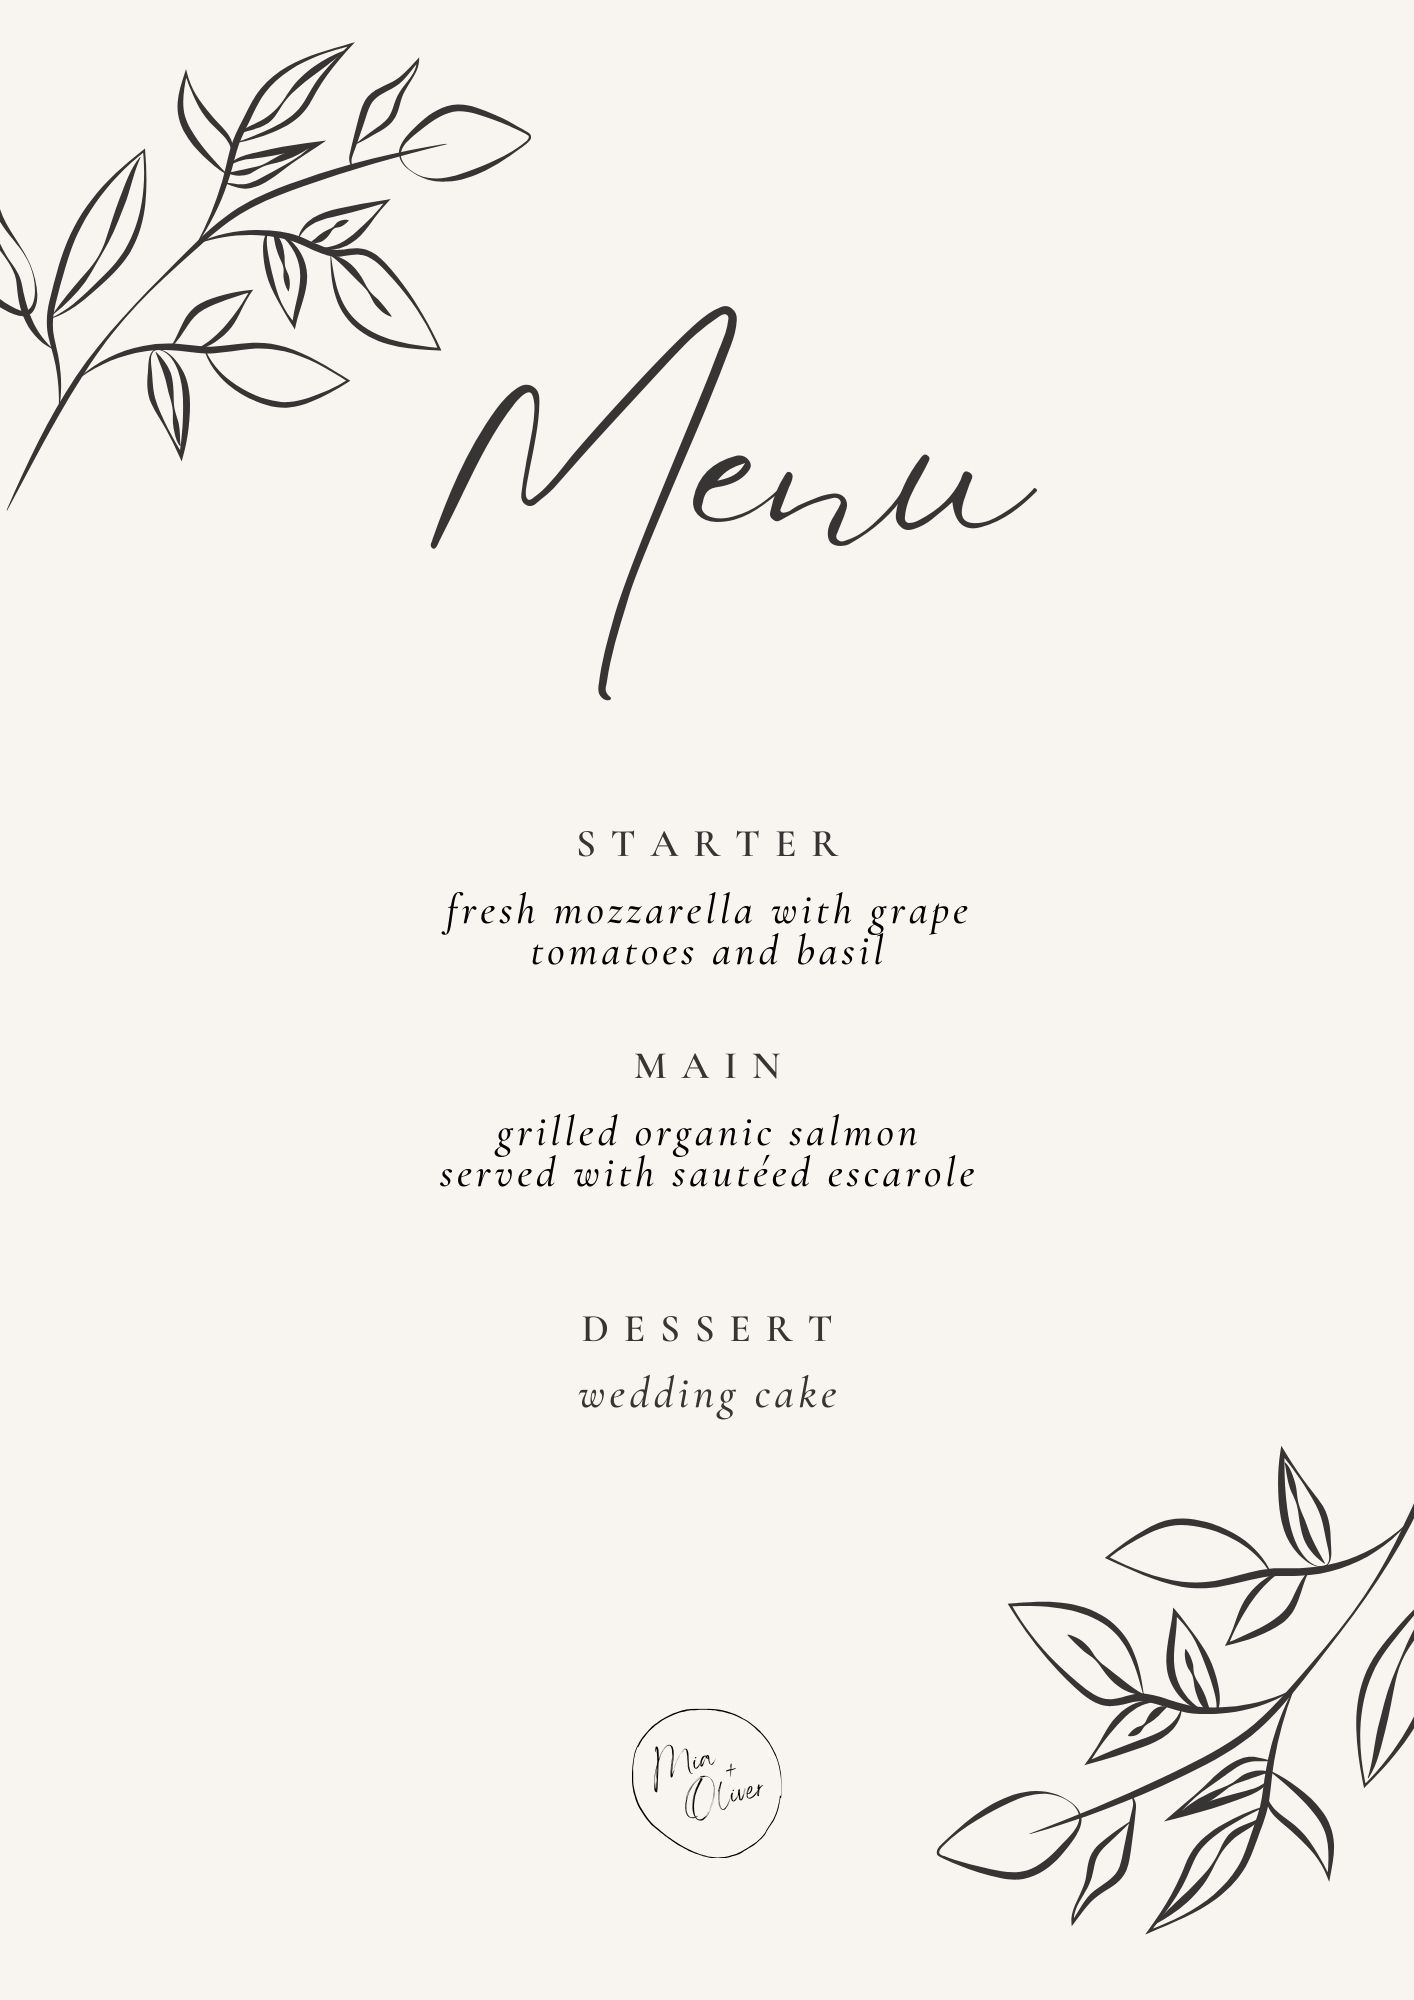 Menu
STARTER
fresh mozzarella with grape
tomatoes and basil
MAIN
grilled organic salmon
served with sautéed escarole
DESSERT
wedding cake
Mia
+
Oliver